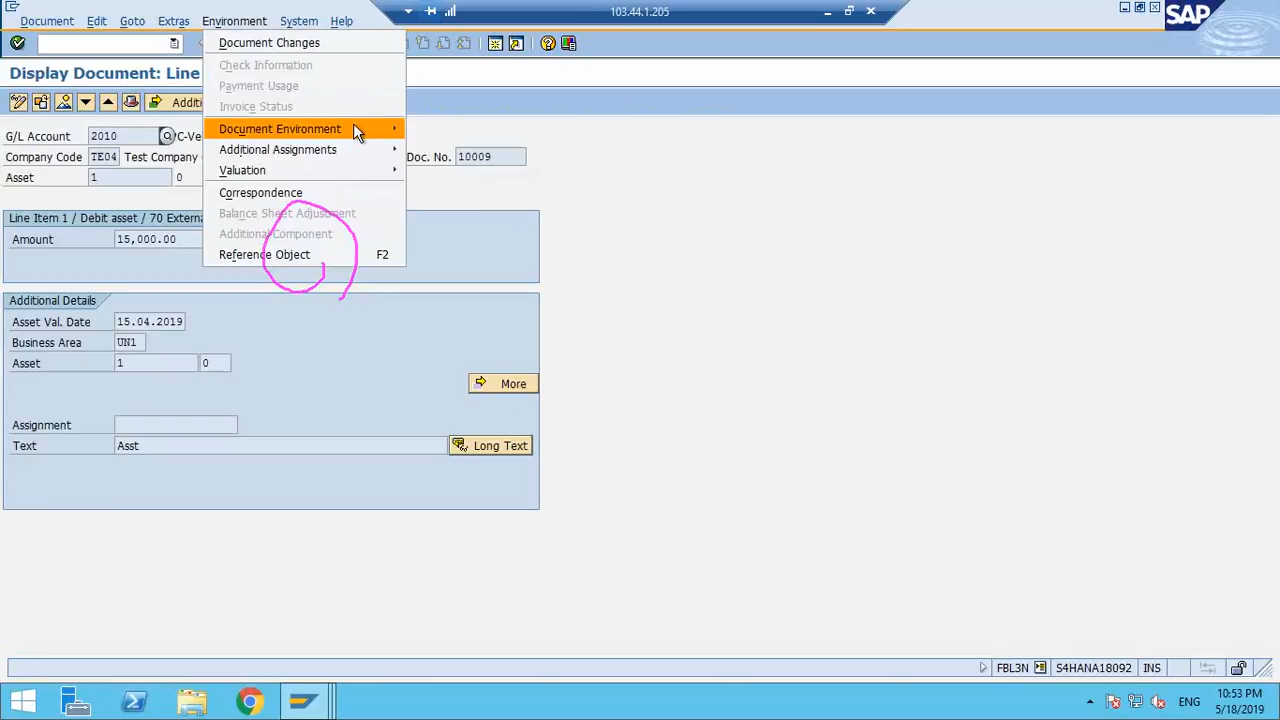 103.44.1.205
Document Edit Goto Extras Environment System Help
SAP
Document Changes
Display Document: Line
Check Information
Payment Usage
Additi
Invoice Status
Document Environment
G/L Account 2010 C-Ve
Additional Assignments
Company Code TE04 Test Company Doc. No. 10009
Valuation
Asset 1 0
Correspondence
Balance Sheet Adjustment
Line Item 1 / Debit asset / 70 Externa
Additional Component
Amount 15,000.00
Reference Object F2
Additional Details
Asset Val. Date 15.04.2019
Business Area UN1
Asset 1 0
More
Assignment
Text Asst Long Text
FBL3N S4HANA18092 INS
ENG 10:53 PM
5/18/2019